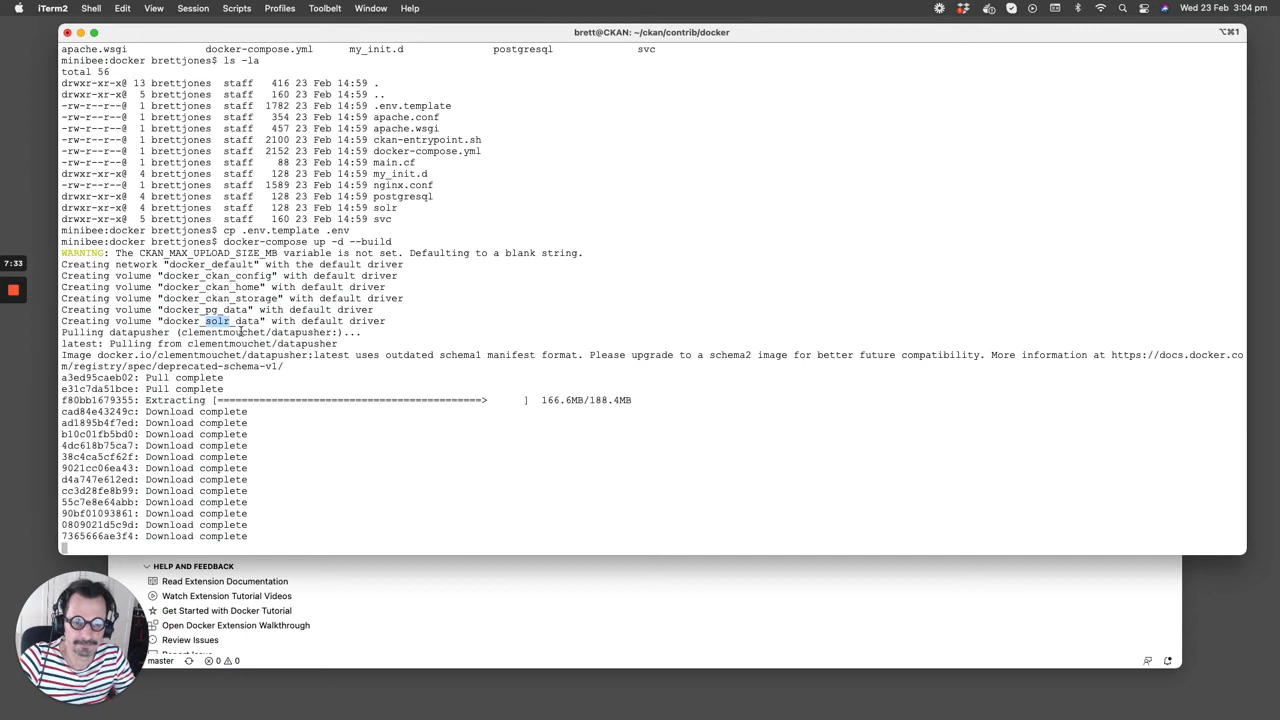 iTerm2 Shell Edit View Session Scripts Profiles Toolbelt Window Help Wed 23 Feb 3:04 pm
brett@CKAN: ~/ckan/contrib/docker ⌥⌘1
apache.wsgi docker-compose.yml my_init.d postgresql svc
minibee:docker brettjones$ ls -la
total 56
drwxr-xr-x@ 13 brettjones staff 416 23 Feb 14:59 .
drwxr-xr-x@ 5 brettjones staff 160 23 Feb 14:59 ..
-rw-r--r--@ 1 brettjones staff 1782 23 Feb 14:59 .env.template
-rw-r--r--@ 1 brettjones staff 354 23 Feb 14:59 apache.conf
-rw-r--r--@ 1 brettjones staff 457 23 Feb 14:59 apache.wsgi
-rw-r--r--@ 1 brettjones staff 2100 23 Feb 14:59 ckan-entrypoint.sh
-rw-r--r--@ 1 brettjones staff 2152 23 Feb 14:59 docker-compose.yml
-rw-r--r--@ 1 brettjones staff 88 23 Feb 14:59 main.cf
drwxr-xr-x@ 4 brettjones staff 128 23 Feb 14:59 my_init.d
-rw-r--r--@ 1 brettjones staff 1589 23 Feb 14:59 nginx.conf
drwxr-xr-x@ 4 brettjones staff 128 23 Feb 14:59 postgresql
drwxr-xr-x@ 4 brettjones staff 128 23 Feb 14:59 solr
drwxr-xr-x@ 5 brettjones staff 160 23 Feb 14:59 svc
minibee:docker brettjones$ cp .env.template .env
minibee:docker brettjones$ docker-compose up -d --build
WARNING: The CKAN_MAX_UPLOAD_SIZE_MB variable is not set. Defaulting to a blank string.
7:33
Creating network "docker_default" with the default driver
Creating volume "docker_ckan_config" with default driver
Creating volume "docker_ckan_home" with default driver
Creating volume "docker_ckan_storage" with default driver
Creating volume "docker_pg_data" with default driver
Creating volume "docker_solr_data" with default driver
Pulling datapusher (clementmouchet/datapusher:)...
latest: Pulling from clementmouchet/datapusher
Image docker.io/clementmouchet/datapusher:latest uses outdated schema1 manifest format. Please upgrade to a schema2 image for better future compatibility. More information at https://docs.docker.co
m/registry/spec/deprecated-schema-v1/
a3ed95caeb02: Pull complete
e31c7da51bce: Pull complete
f80bb1679355: Extracting [============================================>      ] 166.6MB/188.4MB
cad84e43249c: Download complete
ad1895b4f7ed: Download complete
b10c01fb5bd0: Download complete
4dc618b75ca7: Download complete
38c4ca5cf62f: Download complete
9021cc06ea43: Download complete
d4a747e612ed: Download complete
cc3d28fe8b99: Download complete
55c7e8e64abb: Download complete
90bf01093861: Download complete
0809021d5c9d: Download complete
7365666ae3f4: Download complete
HELP AND FEEDBACK
Read Extension Documentation
Watch Extension Tutorial Videos
Get Started with Docker Tutorial
Open Docker Extension Walkthrough
Review Issues
master 0 0